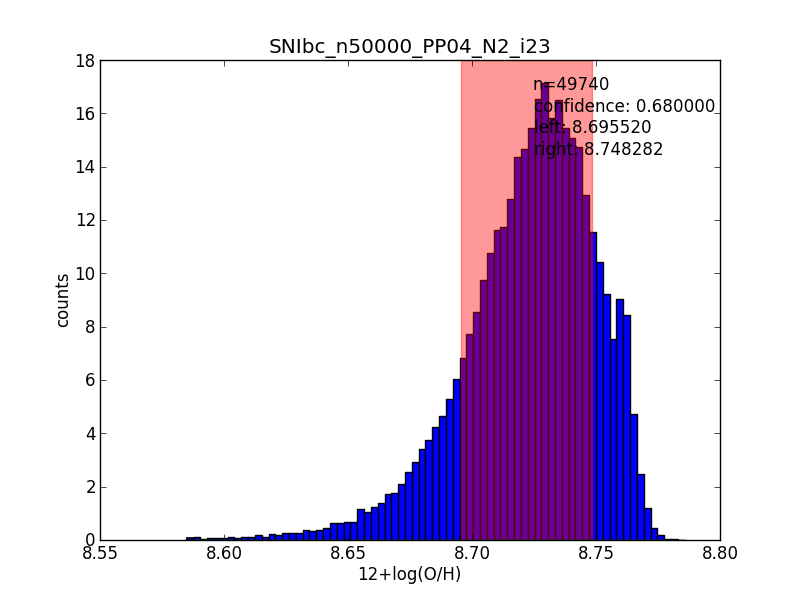 SNIbc_n50000_PP04_N2_i23
18
16
14
12
10
8
6
4
2
0
counts
n=49740
confidence: 0.680000
left: 8.695520
right: 8.748282
8.55
8.60
8.65
8.70
8.75
8.80
12+log(O/H)